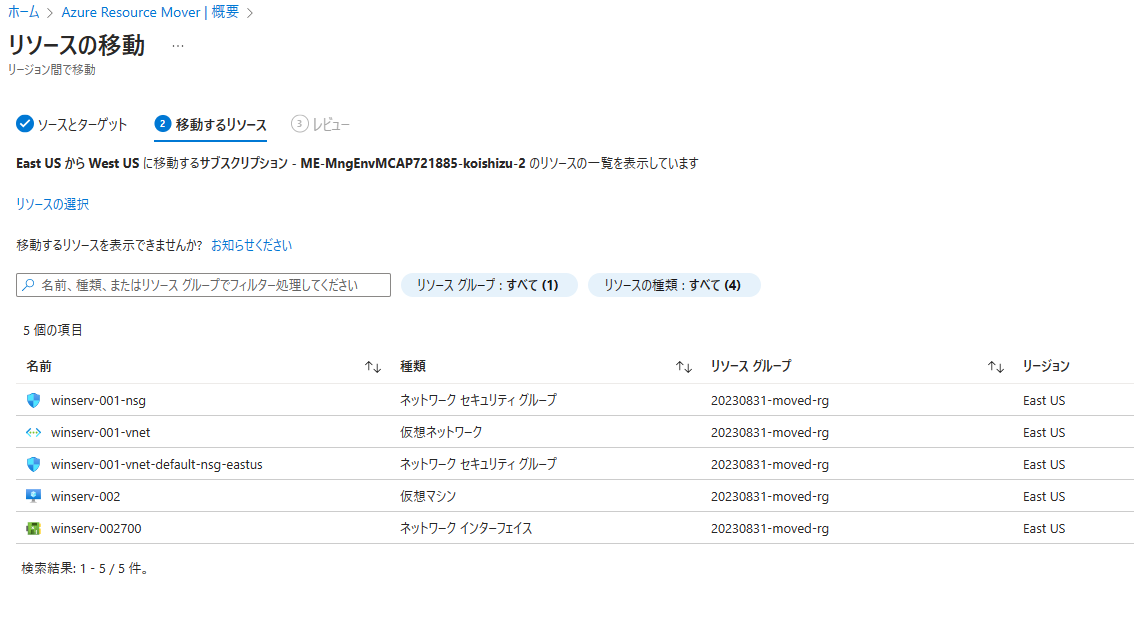 ホーム > Azure Resource Mover | 概要 >
リソースの移動 …
リージョン間で移動
ソースとターゲット 2 移動するリソース 3 レビュー
East US から West US に移動するサブスクリプション - ME-MngEnvMCAP721885-koishizu-2 のリソースの一覧を表示しています
リソースの選択
移動するリソースを表示できませんか? お知らせください
名前、種類、またはリソース グループでフィルター処理してください リソース グループ : すべて (1) リソースの種類 : すべて (4)
5 個の項目
名前 ↑↓ 種類 ↑↓ リソース グループ ↑↓ リージョン
winserv-001-nsg ネットワーク セキュリティ グループ 20230831-moved-rg East US
winserv-001-vnet 仮想ネットワーク 20230831-moved-rg East US
winserv-001-vnet-default-nsg-eastus ネットワーク セキュリティ グループ 20230831-moved-rg East US
winserv-002 仮想マシン 20230831-moved-rg East US
winserv-002700 ネットワーク インターフェイス 20230831-moved-rg East US
検索結果: 1 - 5 / 5 件。